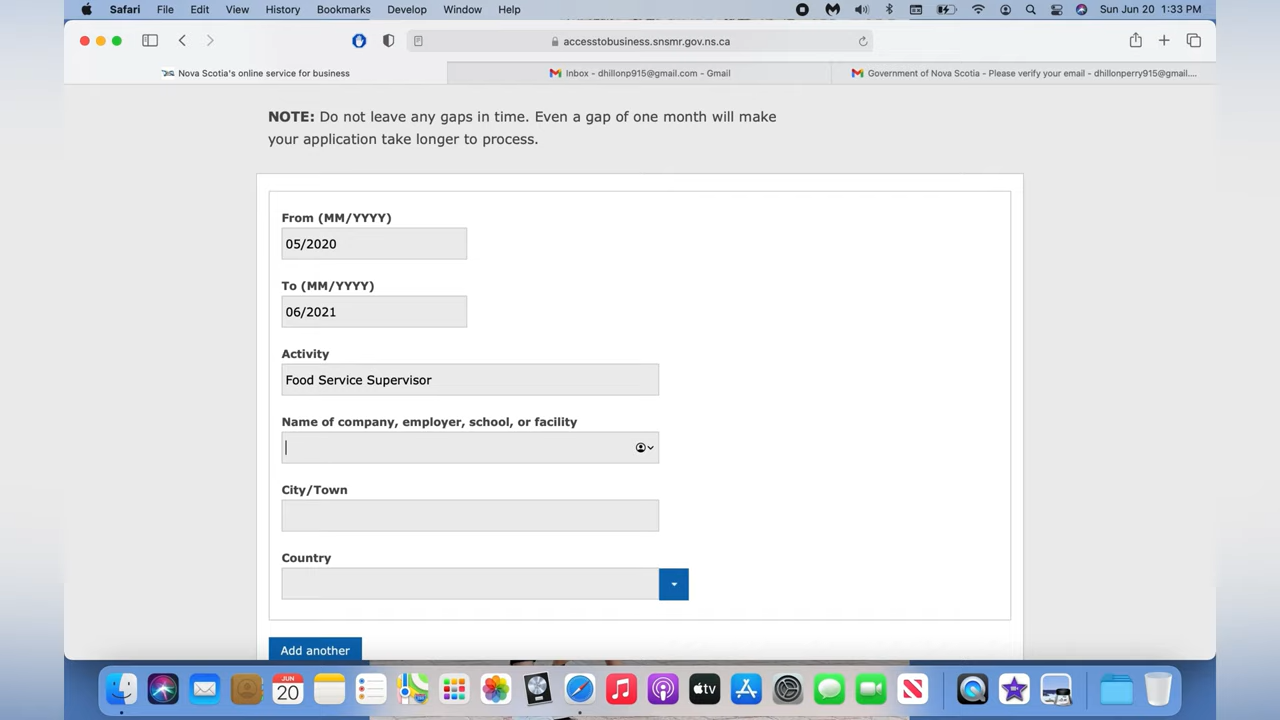 Safari File Edit View History Bookmarks Develop Window Help Sun Jun 20 1:33 PM
accesstobusiness.snsmr.gov.ns.ca
Nova Scotia's online service for business
Inbox - dhillonp915@gmail.com - Gmail
Government of Nova Scotia - Please verify your email - dhillonperry915@gmail....
NOTE: Do not leave any gaps in time. Even a gap of one month will make
your application take longer to process.
From (MM/YYYY)
05/2020
To (MM/YYYY)
06/2021
Activity
Food Service Supervisor
Name of company, employer, school, or facility
City/Town
Country
Add another
JUN
20
tv